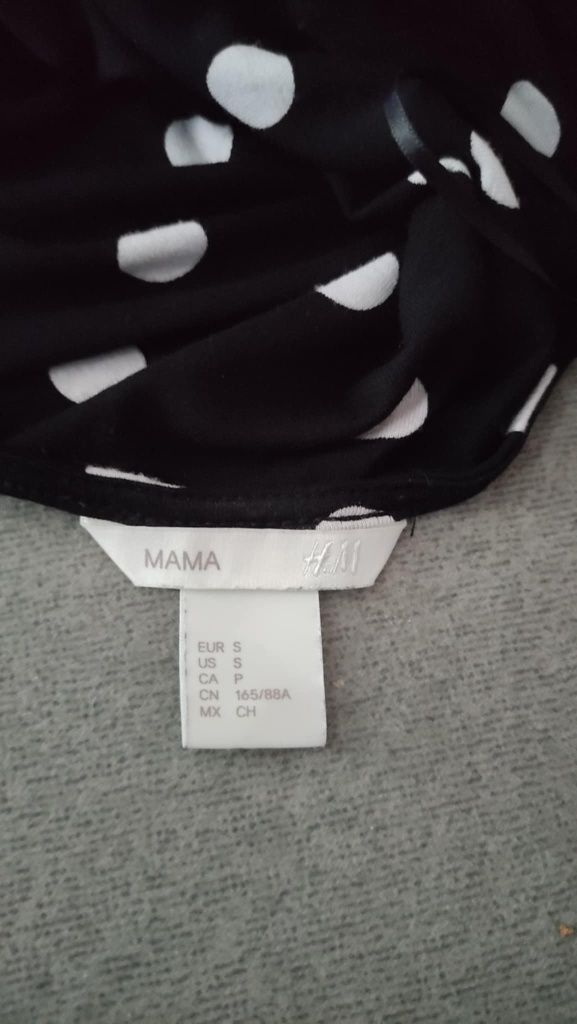 MAMA H&M
EUR S
US S
CA P
CN 165/88A
MX CH